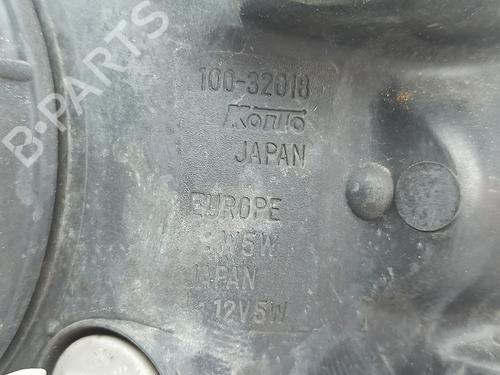 100-32018
KOITO
JAPAN
EUROPE
W5W
JAPAN
12V5W
B-PARTS